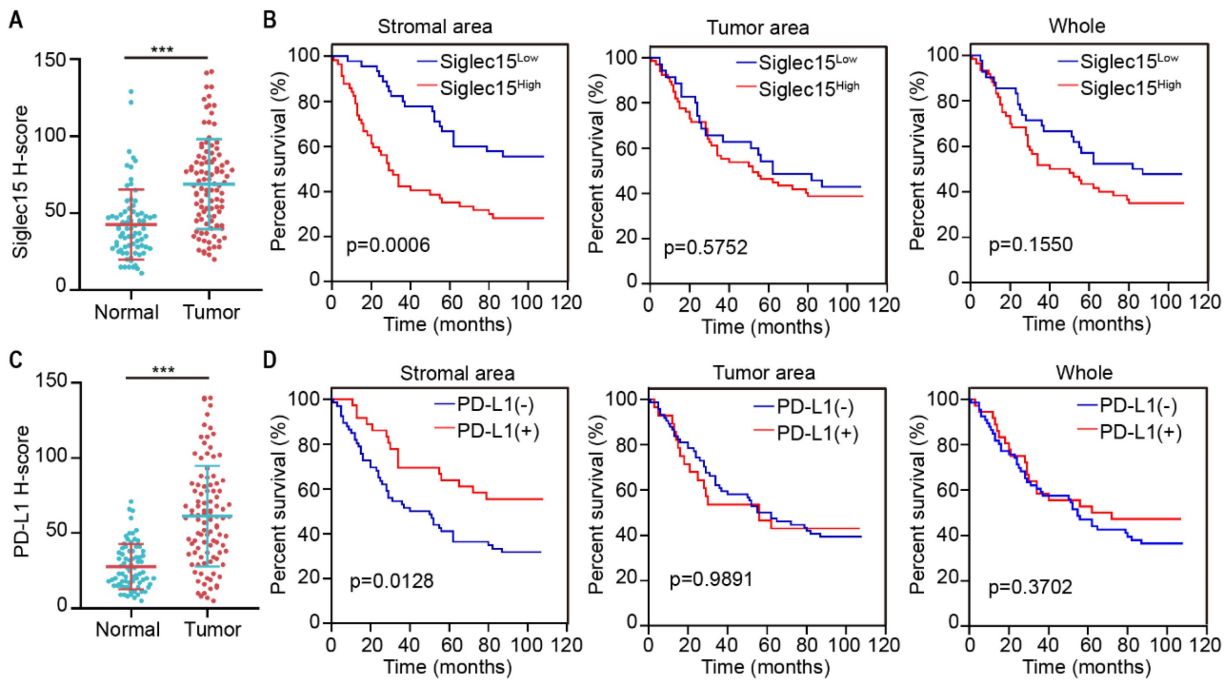 A
***
Siglec15 H-score
150
100
50
0
Normal Tumor
B
Stromal area
Percent survival (%)
100
80
60
40
20
0
Siglec15Low
Siglec15High
p=0.0006
0 20 40 60 80 100 120
Time (months)
Tumor area
Percent survival (%)
100
80
60
40
20
0
Siglec15Low
Siglec15High
p=0.5752
0 20 40 60 80 100 120
Time (months)
Whole
Percent survival (%)
100
80
60
40
20
0
Siglec15Low
Siglec15High
p=0.1550
0 20 40 60 80 100 120
Time (months)
C
***
PD-L1 H-score
150
100
50
0
Normal Tumor
D
Stromal area
Percent survival (%)
100
80
60
40
20
0
PD-L1(-)
PD-L1(+)
p=0.0128
0 20 40 60 80 100 120
Time (months)
Tumor area
Percent survival (%)
100
80
60
40
20
0
PD-L1(-)
PD-L1(+)
p=0.9891
0 20 40 60 80 100 120
Time (months)
Whole
Percent survival (%)
100
80
60
40
20
0
PD-L1(-)
PD-L1(+)
p=0.3702
0 20 40 60 80 100 120
Time (months)